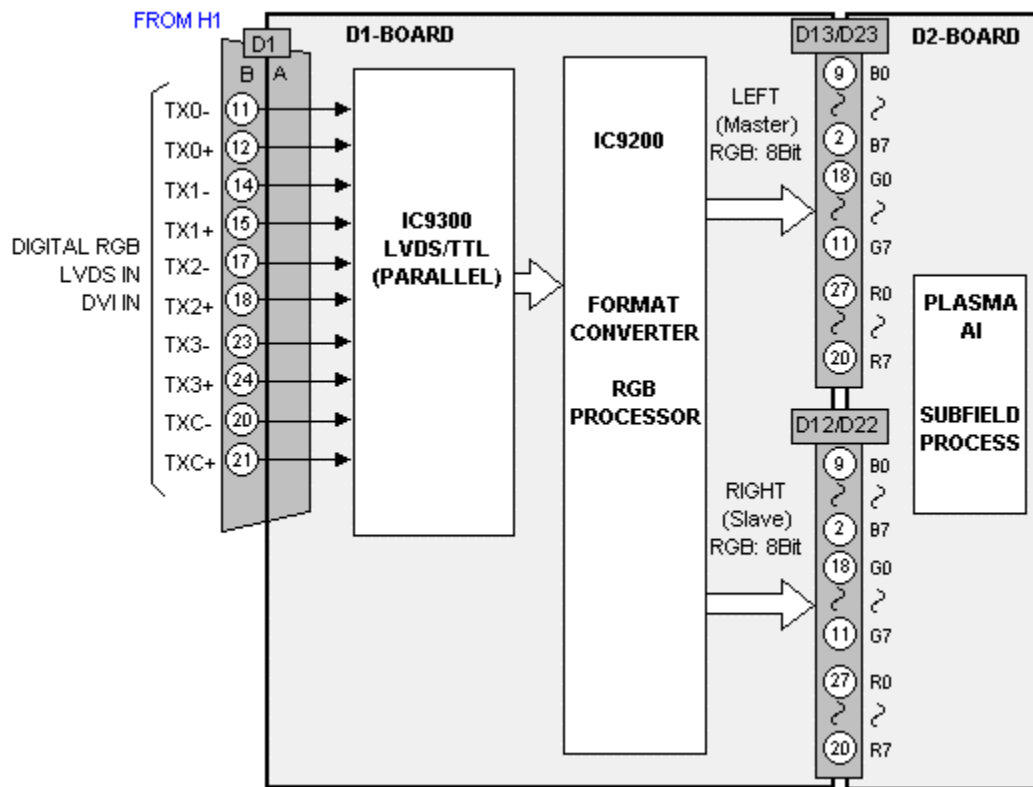 FROM H1
D1
B A
TX0- 11
TX0+ 12
TX1- 14
TX1+ 15
TX2- 17
TX2+ 18
TX3- 23
TX3+ 24
TXC- 20
TXC+ 21
DIGITAL RGB
LVDS IN
DVI IN
D1-BOARD
IC9300
LVDS/TTL
(PARALLEL)
IC9200
FORMAT
CONVERTER
RGB
PROCESSOR
LEFT
(Master)
RGB: 8Bit
RIGHT
(Slave)
RGB: 8Bit
D13/D23
9 B0
2 B7
18 G0
11 G7
27 R0
20 R7
D12/D22
9 B0
2 B7
18 G0
11 G7
27 R0
20 R7
D2-BOARD
PLASMA
AI
SUBFIELD
PROCESS